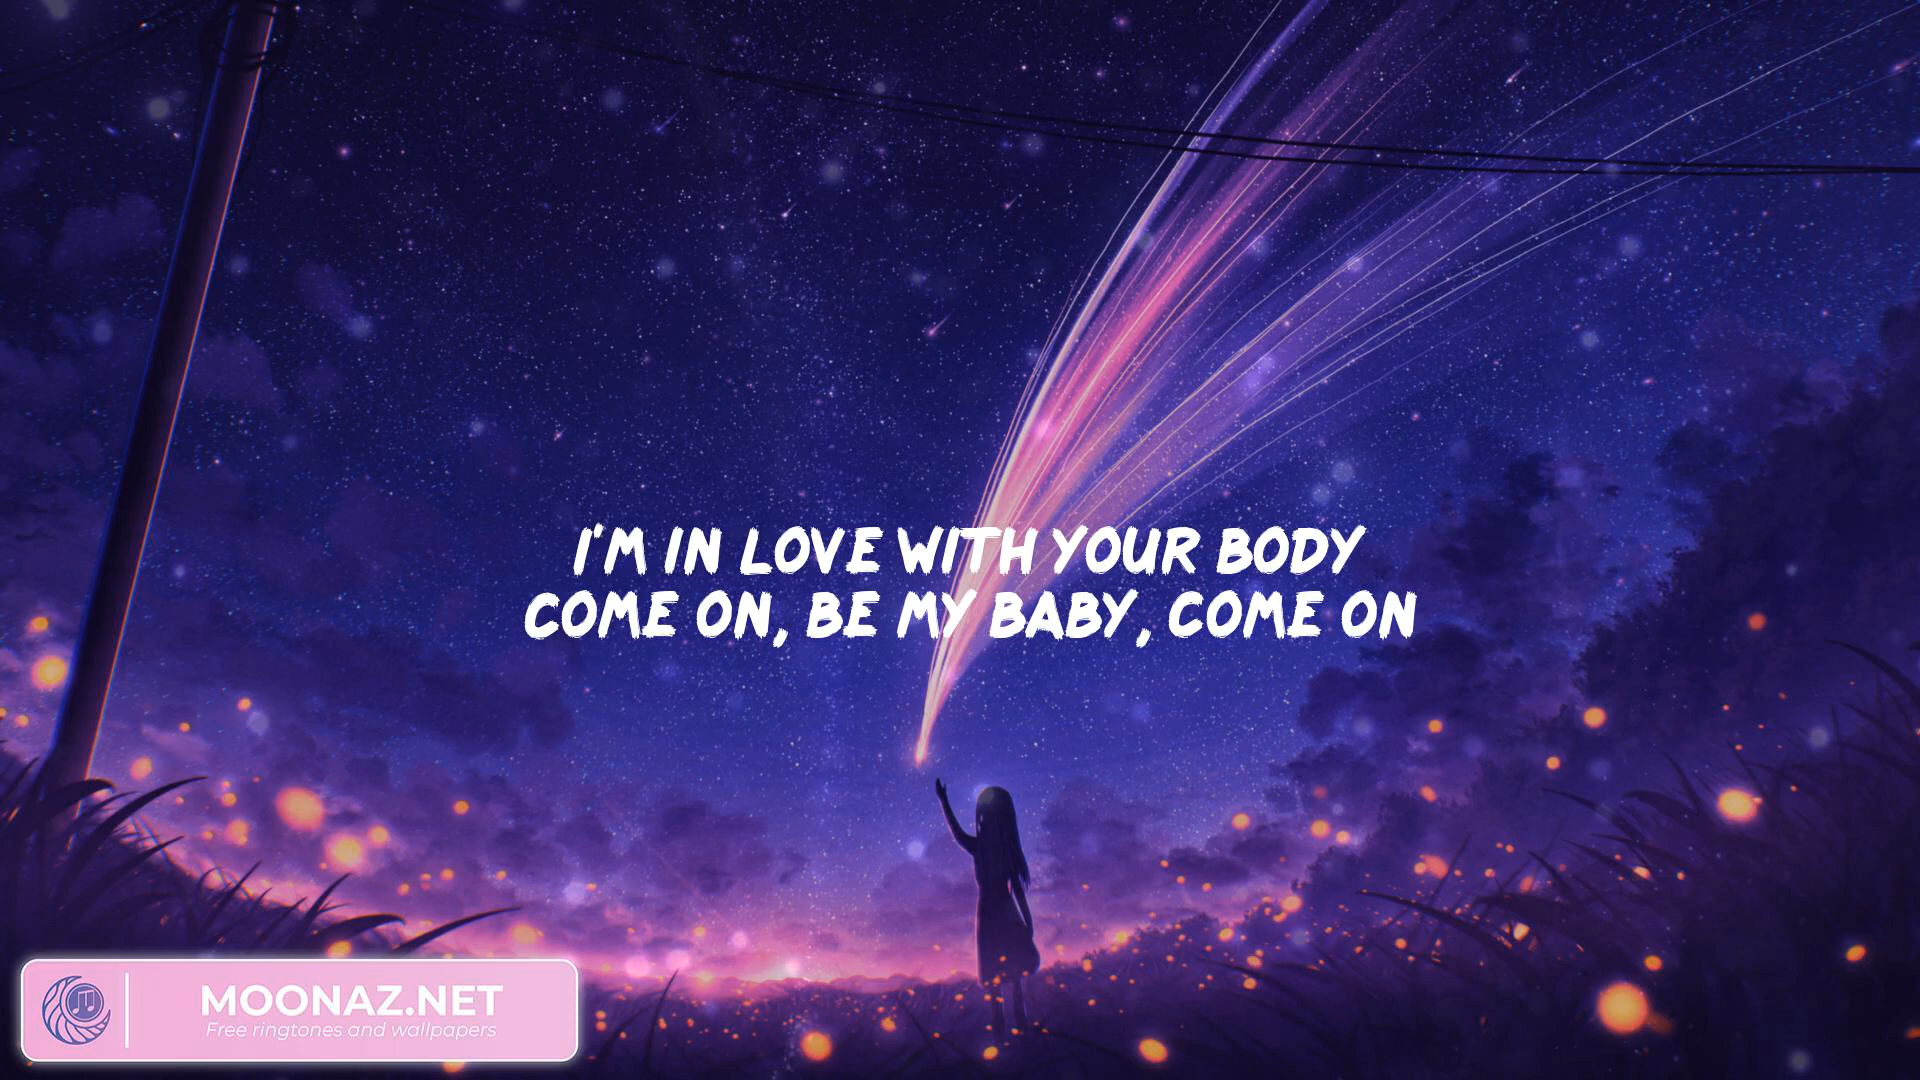 I'M IN LOVE WITH YOUR BODY
COME ON, BE MY BABY, COME ON
MOONAZ.NET
Free ringtones and wallpapers